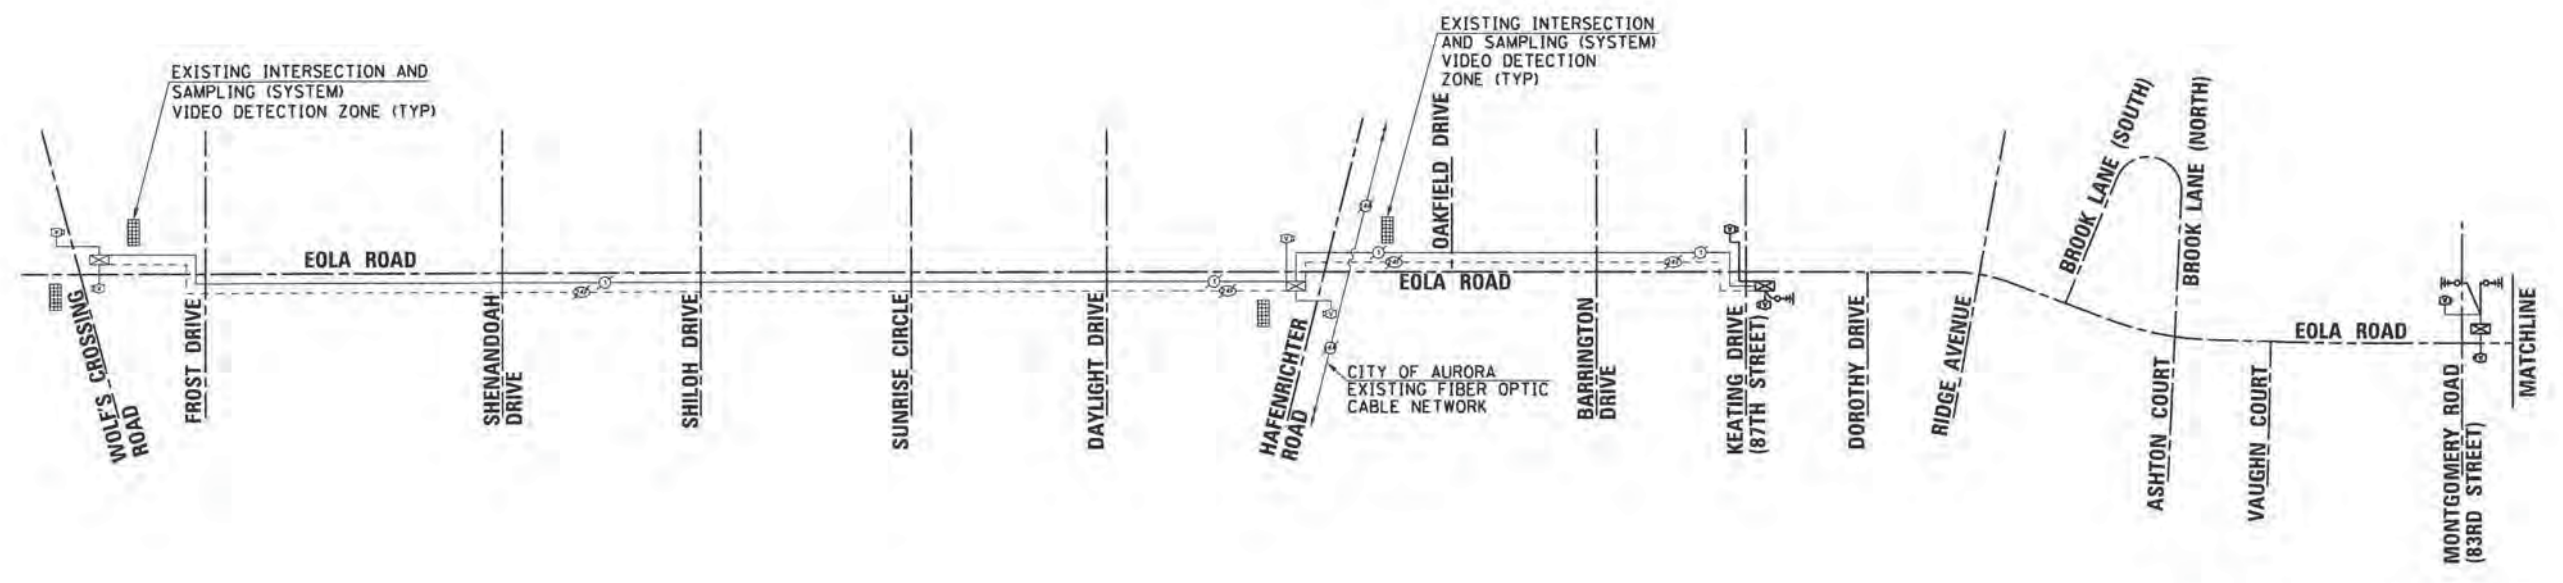 EXISTING INTERSECTION AND
SAMPLING (SYSTEM)
VIDEO DETECTION ZONE (TYP)
EXISTING INTERSECTION
AND SAMPLING (SYSTEM)
VIDEO DETECTION
ZONE (TYP)
EOLA ROAD
WOLF'S CROSSING
ROAD
FROST DRIVE
SHENANDOAH
DRIVE
SHILOH DRIVE
SUNRISE CIRCLE
DAYLIGHT DRIVE
HAFENRICHTER
ROAD
CITY OF AURORA
EXISTING FIBER OPTIC
CABLE NETWORK
OAKFIELD DRIVE
EOLA ROAD
BARRINGTON
DRIVE
KEATING DRIVE
(87TH STREET)
DOROTHY DRIVE
RIDGE AVENUE
BROOK LANE (SOUTH)
BROOK LANE (NORTH)
ASHTON COURT
VAUGHN COURT
EOLA ROAD
MONTGOMERY ROAD
(83RD STREET)
MATCHLINE